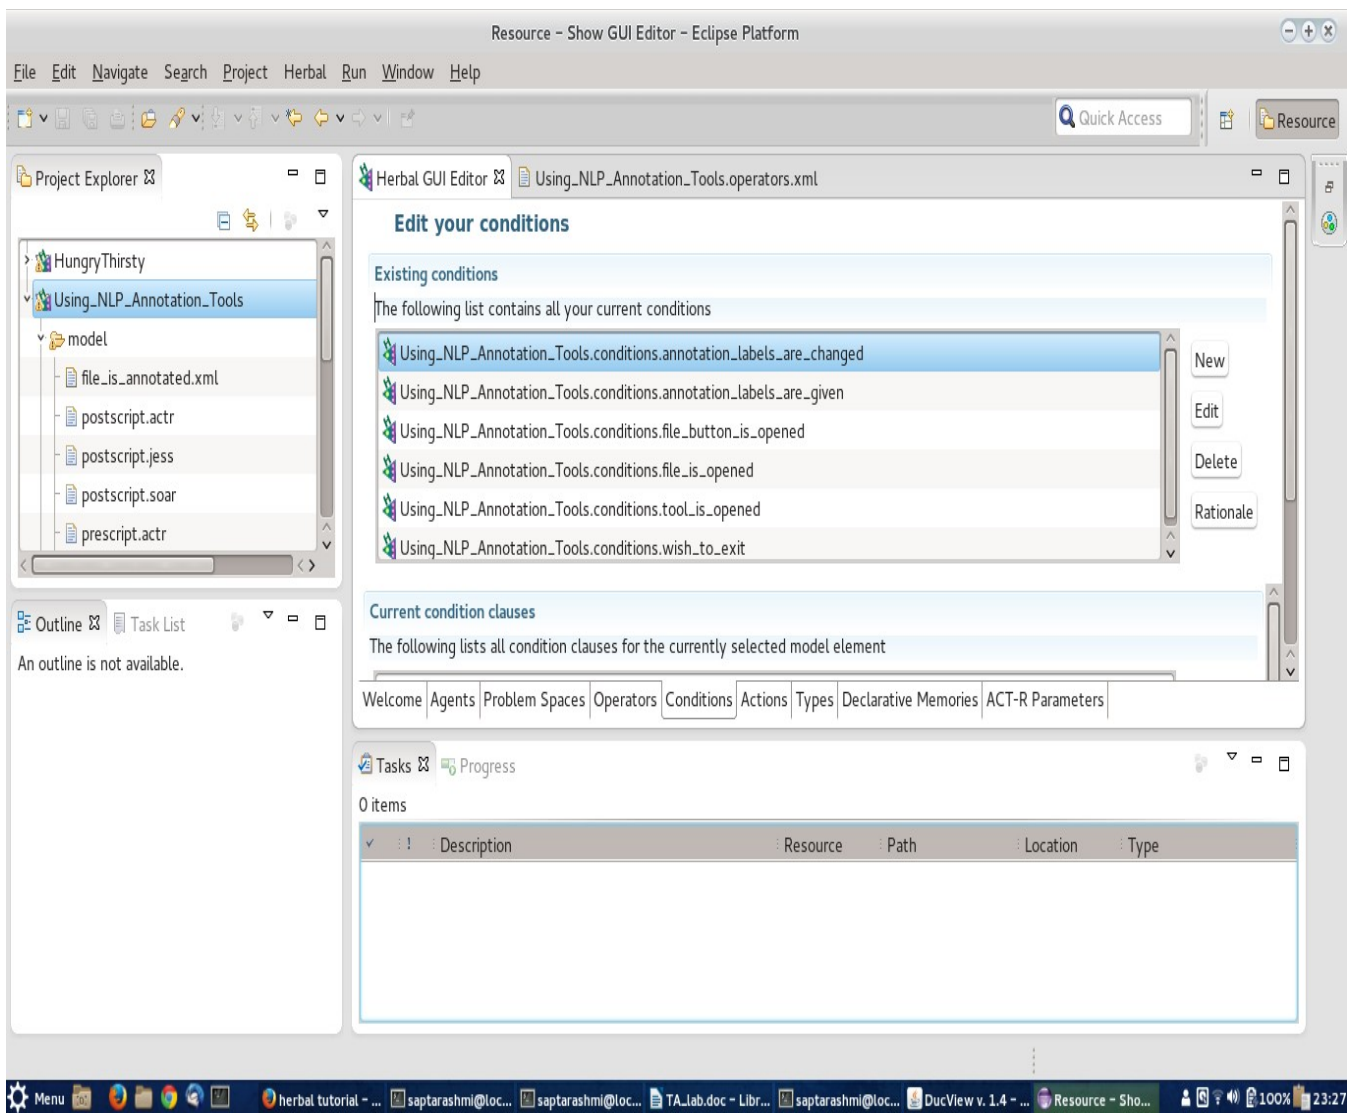 Resource – Show GUI Editor – Eclipse Platform
File Edit Navigate Search Project Herbal Run Window Help
Quick Access Resource
Project Explorer
HungryThirsty
Using_NLP_Annotation_Tools
model
file_is_annotated.xml
postscript.actr
postscript.jess
postscript.soar
prescript.actr
Herbal GUI Editor Using_NLP_Annotation_Tools.operators.xml
Edit your conditions
Existing conditions
The following list contains all your current conditions
Using_NLP_Annotation_Tools.conditions.annotation_labels_are_changed
Using_NLP_Annotation_Tools.conditions.annotation_labels_are_given
Using_NLP_Annotation_Tools.conditions.file_button_is_opened
Using_NLP_Annotation_Tools.conditions.file_is_opened
Using_NLP_Annotation_Tools.conditions.tool_is_opened
Using_NLP_Annotation_Tools.conditions.wish_to_exit
New
Edit
Delete
Rationale
Current condition clauses
The following lists all condition clauses for the currently selected model element
Welcome Agents Problem Spaces Operators Conditions Actions Types Declarative Memories ACT-R Parameters
Outline Task List
An outline is not available.
Tasks Progress
0 items
! Description Resource Path Location Type
Menu herbal tutorial – ... saptarashmi@loc... saptarashmi@loc... TA_lab.doc – Libr... saptarashmi@loc... DucView v. 1.4 – ... Resource – Sho... 100% 23:27